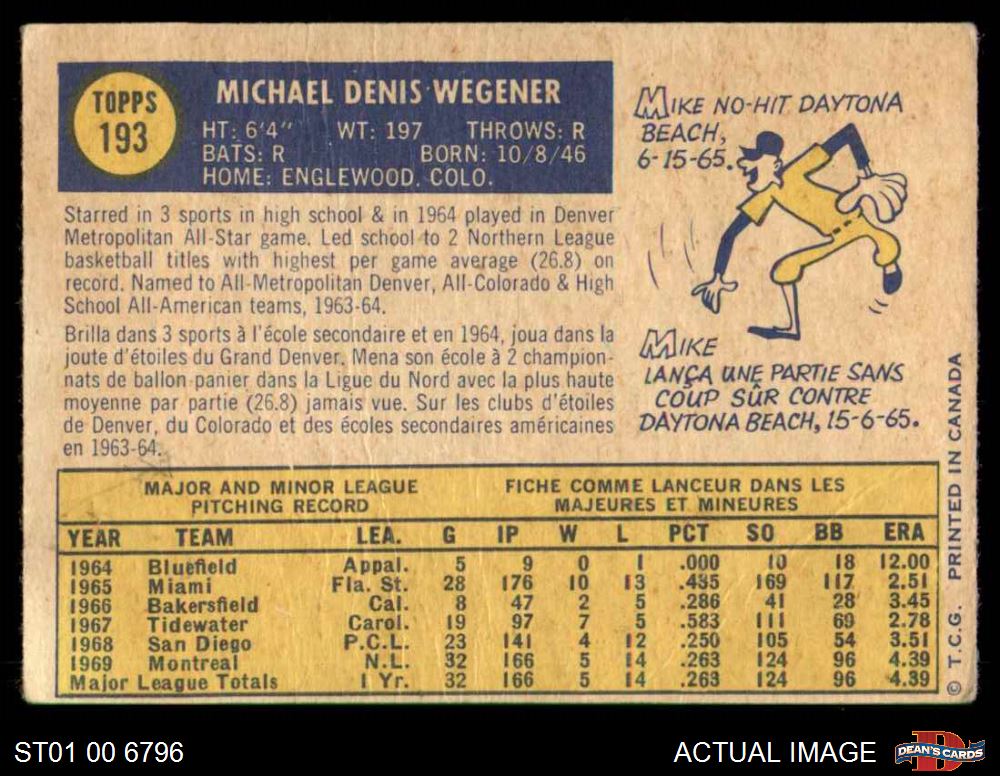 TOPPS
193
MICHAEL DENIS WEGENER
HT: 6'4" WT: 197 THROWS: R
BATS: R BORN: 10/8/46
HOME: ENGLEWOOD, COLO.
Starred in 3 sports in high school & in 1964 played in Denver
Metropolitan All-Star game. Led school to 2 Northern League
basketball titles with highest per game average (26.8) on
record. Named to All-Metropolitan Denver, All-Colorado & High
School All-American teams, 1963-64.
Brilla dans 3 sports à l'école secondaire et en 1964, joua dans la
joute d'étoiles du Grand Denver. Mena son école à 2 champion-
nats de ballon panier dans la Ligue du Nord avec la plus haute
moyenne par partie (26.8) jamais vue. Sur les clubs d'étoiles
de Denver, du Colorado et des écoles secondaires américaines
en 1963-64.
MIKE NO-HIT DAYTONA
BEACH,
6-15-65.
MIKE
LANÇA UNE PARTIE SANS
COUP SÛR CONTRE
DAYTONA BEACH, 15-6-65.
MAJOR AND MINOR LEAGUE
PITCHING RECORD
FICHE COMME LANCEUR DANS LES
MAJEURES ET MINEURES
YEAR TEAM LEA. G IP W L PCT SO BB ERA
1964 Bluefield Appal. 5 9 0 1 .000 10 18 12.00
1965 Miami Fla. St. 28 176 10 13 .435 169 117 2.51
1966 Bakersfield Cal. 8 47 2 5 .286 41 28 3.45
1967 Tidewater Carol. 19 97 7 5 .583 111 69 2.78
1968 San Diego P.C.L. 23 141 4 12 .250 105 54 3.51
1969 Montreal N.L. 32 166 5 14 .263 124 96 4.39
Major League Totals 1 Yr. 32 166 5 14 .263 124 96 4.39
© T.C.G. PRINTED IN CANADA
ST01 00 6796
ACTUAL IMAGE
DEAN'S CARDS